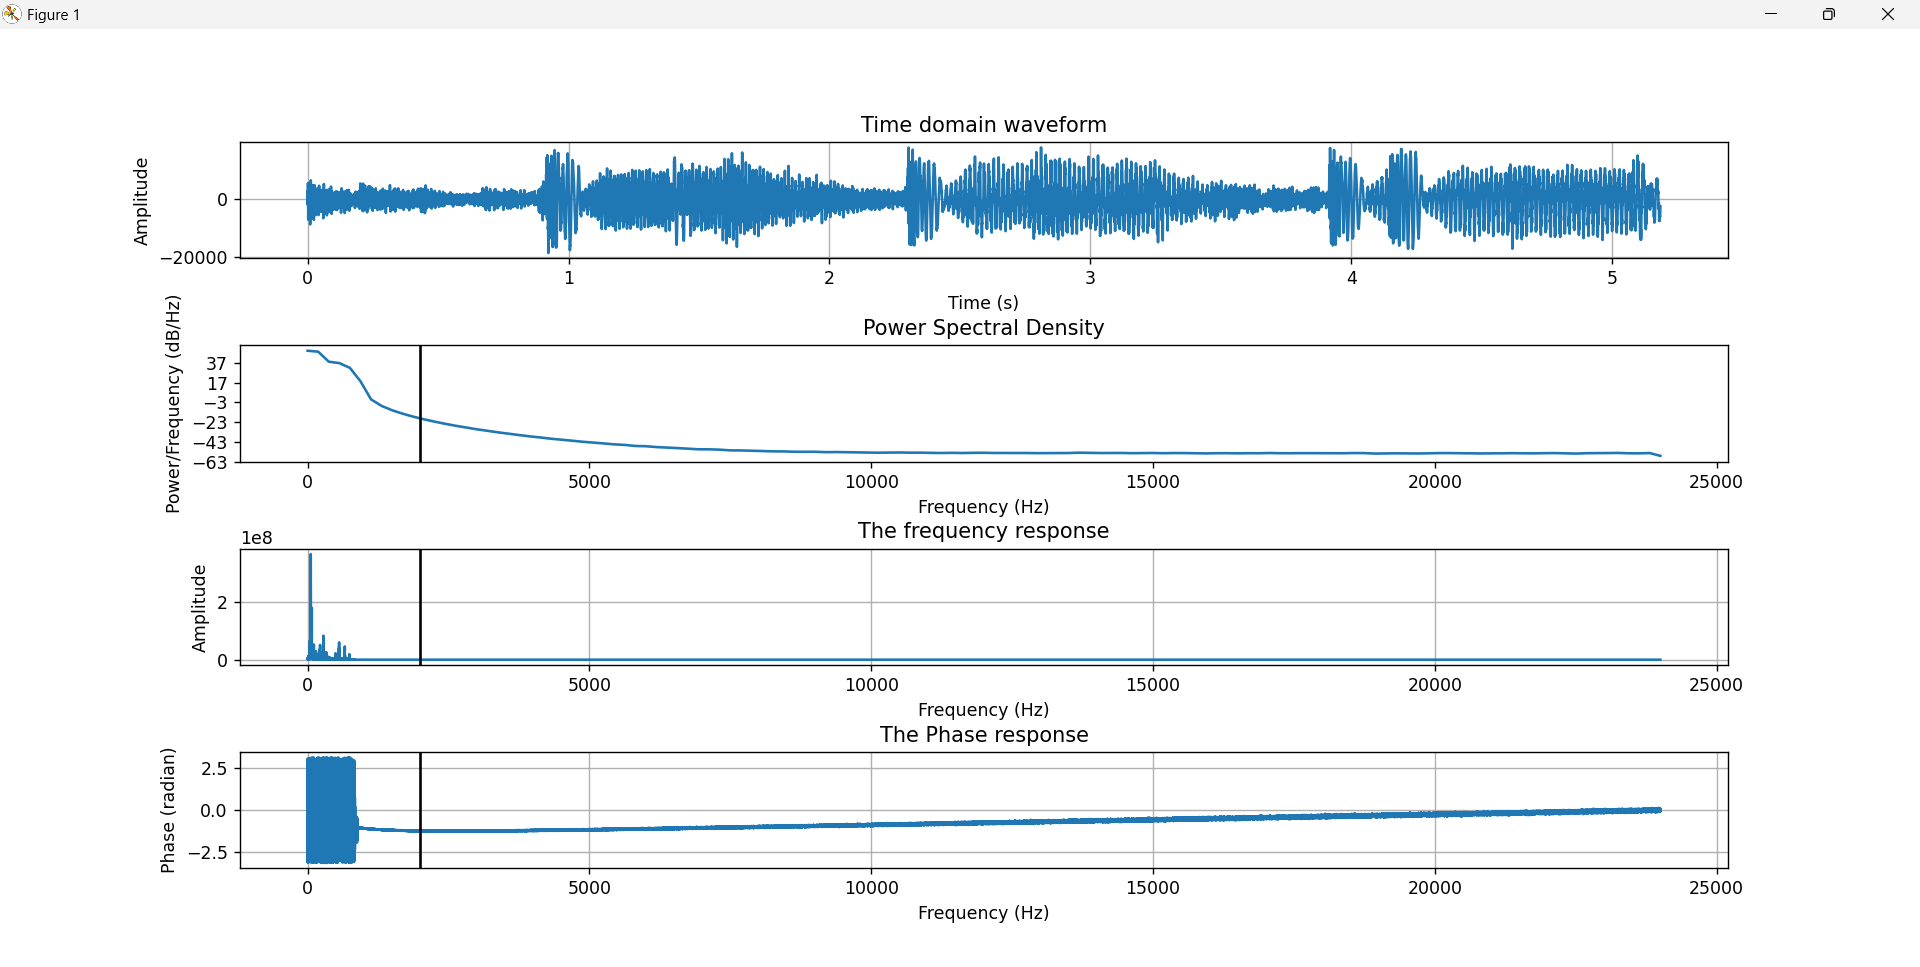 Figure 1
Time domain waveform
Amplitude
0
−20000
0 1 2 3 4 5
Time (s)
Power Spectral Density
Power/Frequency (dB/Hz)
37
17
−3
−23
−43
−63
0 5000 10000 15000 20000 25000
Frequency (Hz)
The frequency response
1e8
Amplitude
2
0
0 5000 10000 15000 20000 25000
Frequency (Hz)
The Phase response
Phase (radian)
2.5
0.0
−2.5
0 5000 10000 15000 20000 25000
Frequency (Hz)